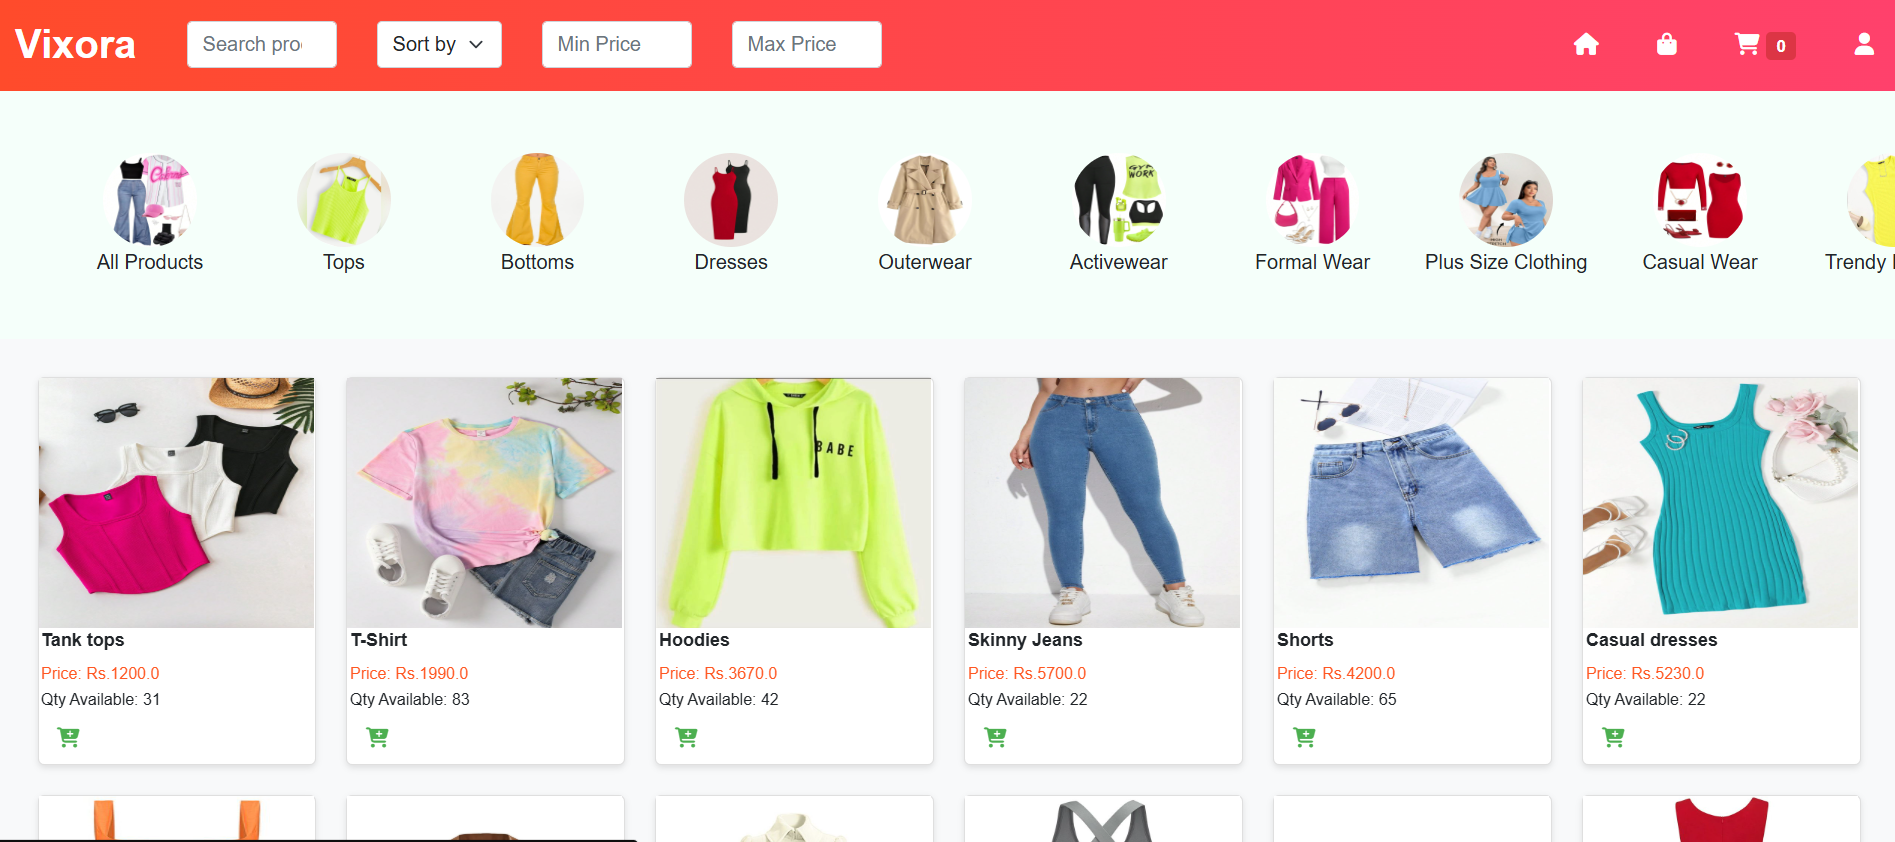 Vixora
Search pro
Sort by
Min Price
Max Price
0
All Products
Tops
Bottoms
Dresses
Outerwear
Activewear
Formal Wear
Plus Size Clothing
Casual Wear
Trendy
GYM
WORK
BABE
Tank tops
Price: Rs.1200.0
Qty Available: 31
T-Shirt
Price: Rs.1990.0
Qty Available: 83
Hoodies
Price: Rs.3670.0
Qty Available: 42
Skinny Jeans
Price: Rs.5700.0
Qty Available: 22
Shorts
Price: Rs.4200.0
Qty Available: 65
Casual dresses
Price: Rs.5230.0
Qty Available: 22